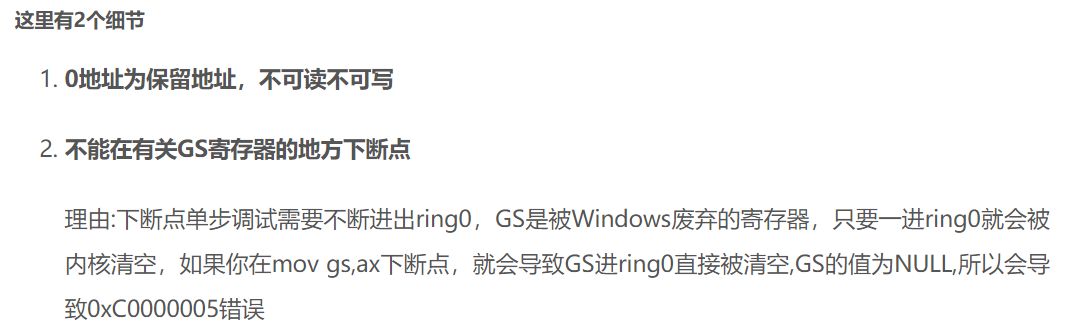 这里有2个细节
1. 0地址为保留地址，不可读不可写
2. 不能在有关GS寄存器的地方下断点
理由:下断点单步调试需要不断进出ring0，GS是被Windows废弃的寄存器，只要一进ring0就会被
内核清空，如果你在mov gs,ax下断点，就会导致GS进ring0直接被清空,GS的值为NULL,所以会导
致0xC0000005错误